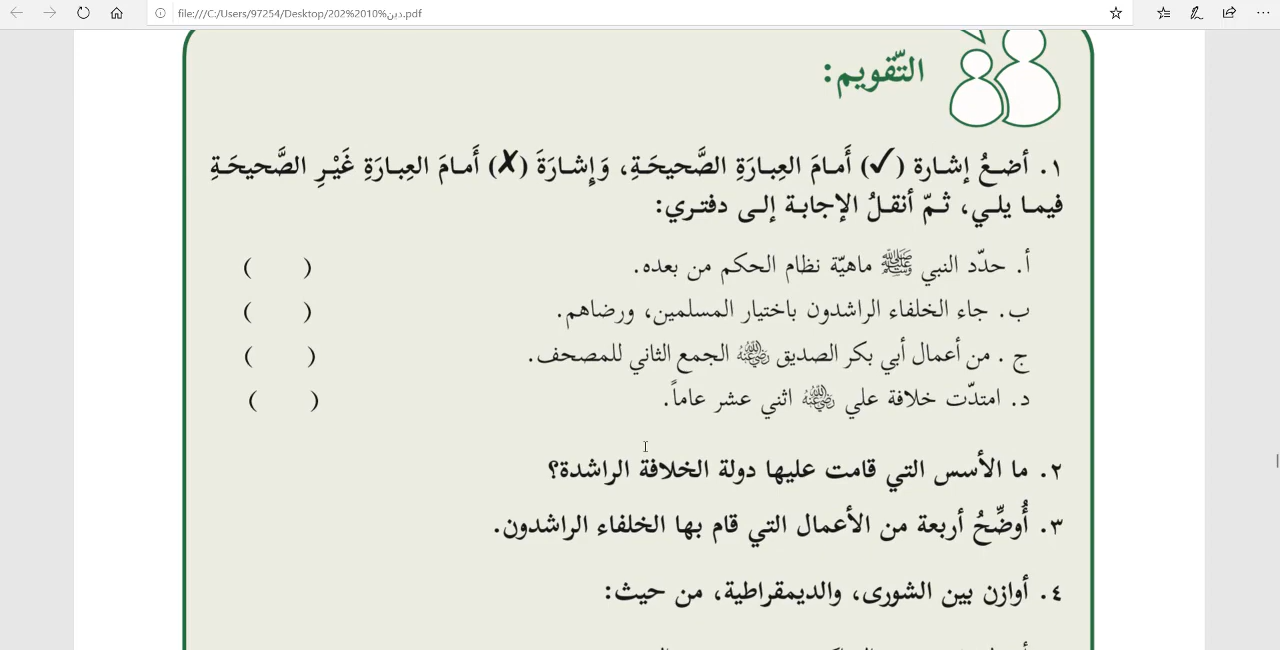 file:///C:/Users/97254/Desktop/202%2010%دين.pdf
التّقويم:
١. أضعُ إشارة (✓) أَمامَ العِبارَةِ الصَّحيحَةِ، وَإِشارَةَ (✗) أَمامَ العِبارَةِ غَيْرِ الصَّحيحَةِ
فيما يلي، ثمّ أنقلُ الإجابة إلى دفتري:
أ. حدّد النبي ﷺ ماهيّة نظام الحكم من بعده. ( )
ب. جاء الخلفاء الراشدون باختيار المسلمين، ورضاهم. ( )
ج . من أعمال أبي بكر الصديق رضي الله عنه الجمع الثاني للمصحف. ( )
د. امتدّت خلافة علي رضي الله عنه اثني عشر عاماً. ( )
٢. ما الأسس التي قامت عليها دولة الخلافة الراشدة؟
٣. أُوضِّحُ أربعة من الأعمال التي قام بها الخلفاء الراشدون.
٤. أوازن بين الشورى، والديمقراطية، من حيث: